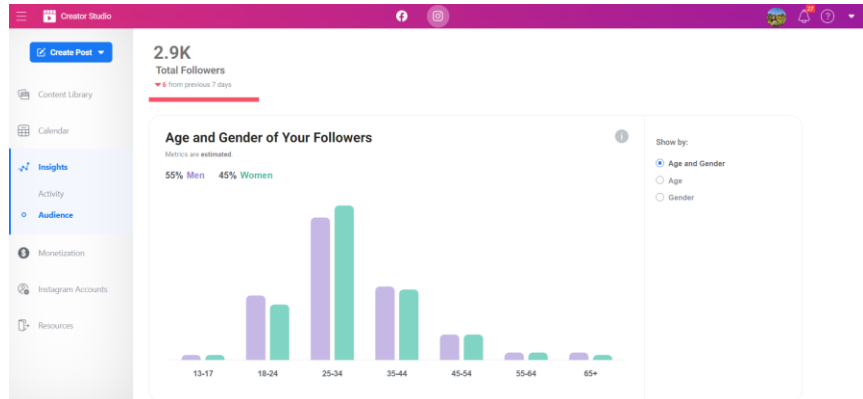 Creator Studio
27
Create Post
Content Library
Calendar
Insights
Activity
Audience
Monetization
Instagram Accounts
Resources
2.9K
Total Followers
6 from previous 7 days
Age and Gender of Your Followers
Metrics are estimated.
55% Men 45% Women
13-17 18-24 25-34 35-44 45-54 55-64 65+
Show by:
Age and Gender
Age
Gender